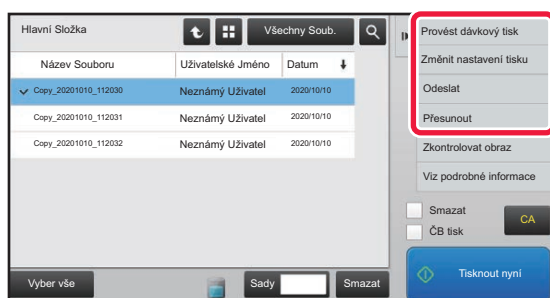 Hlavní Složka
Všechny Soub.
Název Souboru Uživatelské Jméno Datum
Copy_20201010_112030 Neznámý Uživatel 2020/10/10
Copy_20201010_112031 Neznámý Uživatel 2020/10/10
Copy_20201010_112032 Neznámý Uživatel 2020/10/10
Vyber vše
Sady
Smazat
Provést dávkový tisk
Změnit nastavení tisku
Odeslat
Přesunout
Zkontrolovat obraz
Viz podrobné informace
Smazat
ČB tisk
CA
Tisknout nyní